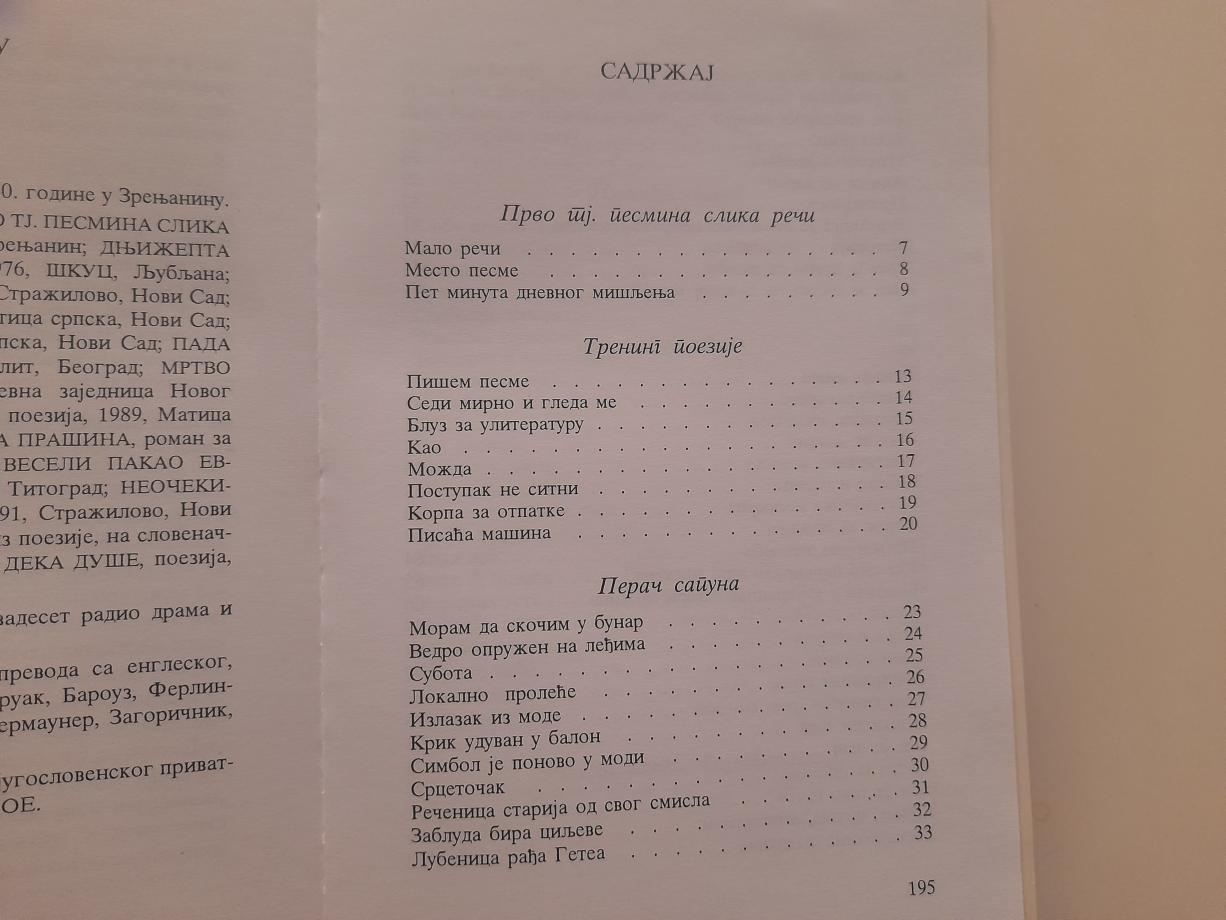 У
0. године у Зрењанину.
О ТЈ. ПЕСМИНА СЛИКА
рењанин; ДЊИЖЕПТА
976, ШКУЦ, Љубљана;
Стражилово, Нови Сад;
тица српска, Нови Сад;
пска, Нови Сад; ПАДА
лит, Београд; МРТВО
евна заједница Новог
поезија, 1989, Матица
А ПРАШИНА, роман за
ВЕСЕЛИ ПАКАО ЕВ-
Титоград; НЕОЧЕКИ-
91, Стражилово, Нови
из поезије, на словенач-
ДЕКА ДУШЕ, поезија,
вадесет радио драма и
превода са енглеског,
руак, Бароуз, Ферлин-
ермаунер, Загоричник,
југословенског приват-
ОЕ.
САДРЖАЈ
Прво тј. песмина слика речи
Мало речи . . . . . . . . . . . . . . . . . 7
Место песме . . . . . . . . . . . . . . . . 8
Пет минута дневног мишљења . . . . . . . . . 9
Тренинг поезије
Пишем песме . . . . . . . . . . . . . . . . 13
Седи мирно и гледа ме . . . . . . . . . . . . 14
Блуз за улитературу . . . . . . . . . . . . . . 15
Као . . . . . . . . . . . . . . . . . . . . 16
Можда . . . . . . . . . . . . . . . . . . . 17
Поступак не ситни . . . . . . . . . . . . . . 18
Корпа за отпатке . . . . . . . . . . . . . . . 19
Писаћа машина . . . . . . . . . . . . . . . 20
Перач сапуна
Морам да скочим у бунар . . . . . . . . . . . 23
Ведро опружен на леђима . . . . . . . . . . . 24
Субота . . . . . . . . . . . . . . . . . . . 25
Локално пролеће . . . . . . . . . . . . . . 26
Излазак из моде . . . . . . . . . . . . . . . 27
Крик удуван у балон . . . . . . . . . . . . . 28
Симбол је поново у моди . . . . . . . . . . . 29
Срцеточак . . . . . . . . . . . . . . . . . 30
Реченица старија од свог смисла . . . . . . . . 31
Заблуда бира циљеве . . . . . . . . . . . . . 32
Лубеница рађа Гетеа . . . . . . . . . . . . . 33
195